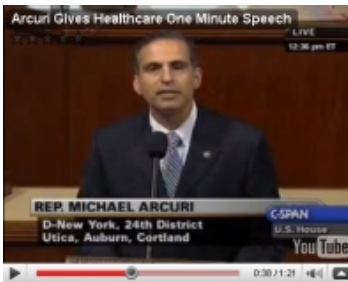 Arcuri Gives Healthcare One Minute Speech
LIVE
12:36 pm ET
REP. MICHAEL ARCURI
D-New York, 24th District
Utica, Auburn, Cortland
C-SPAN
U.S. House
YouTube
0:30 / 1:21